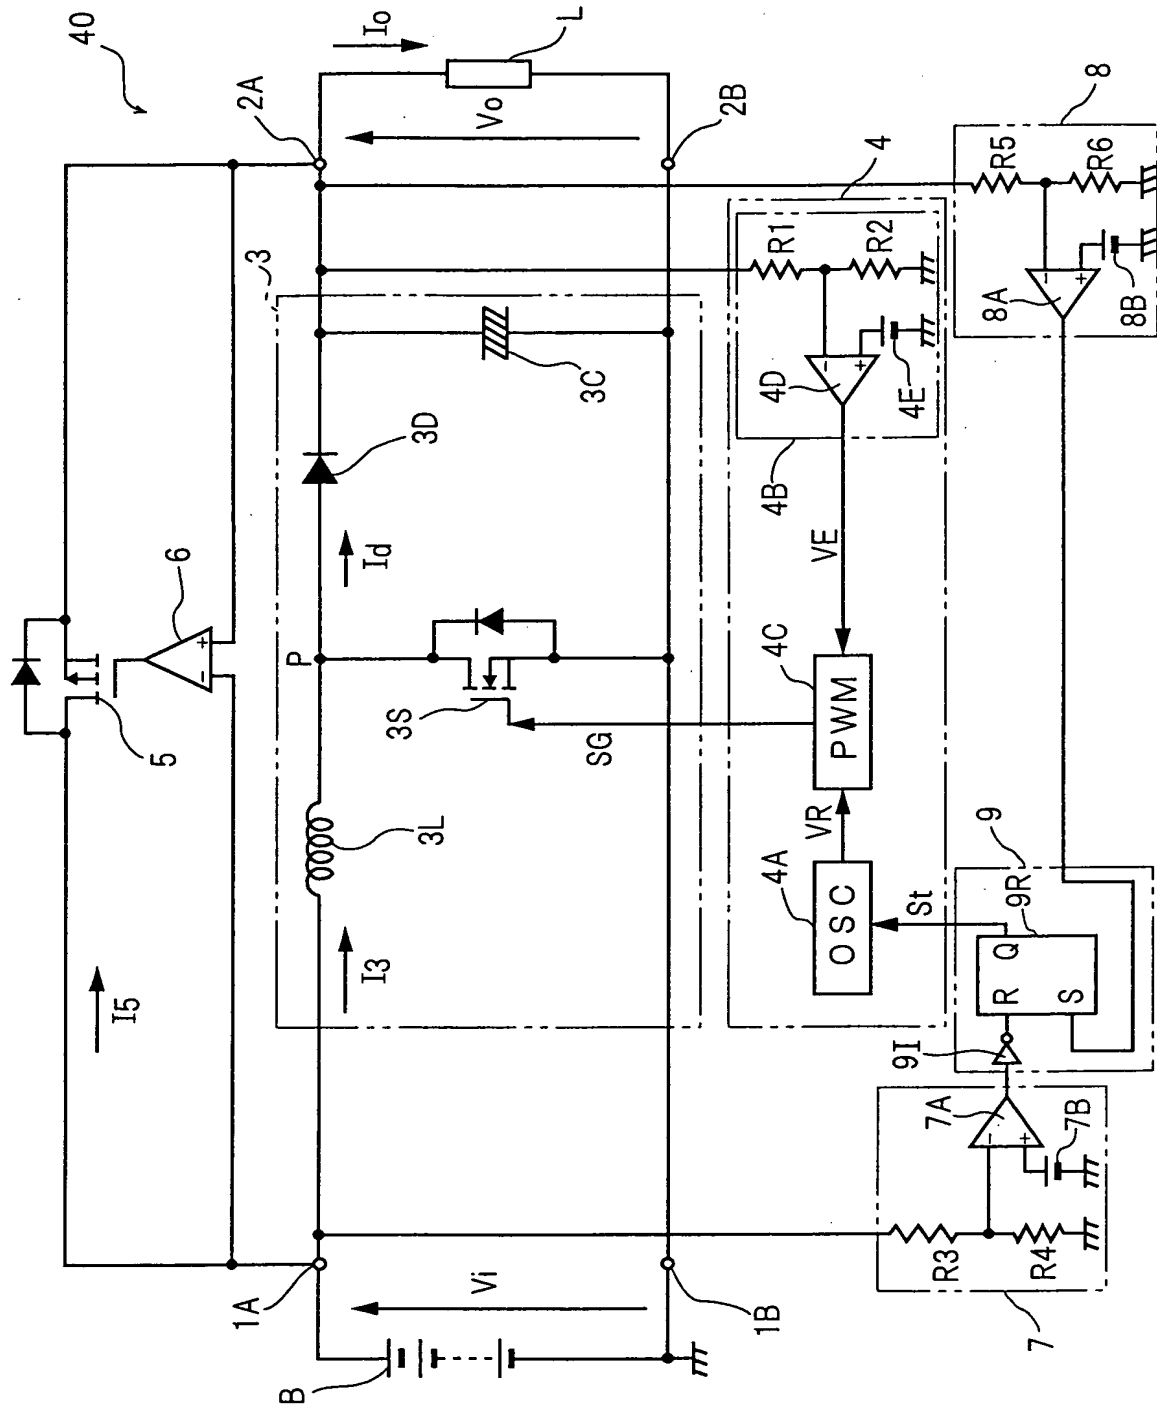 40
I5
5
6
3
I3
3L
P
Id
3D
3S
SG
3C
2A
Io
L
Vo
2B
1A
Vi
B
1B
4
4A
OSC
VR
4C
PWM
VE
4B
4D
-
+
4E
R1
R2
St
9
9R
R
Q
S
9I
7A
-
+
7B
R3
R4
7
8
R5
R6
8A
-
+
8B
-
+